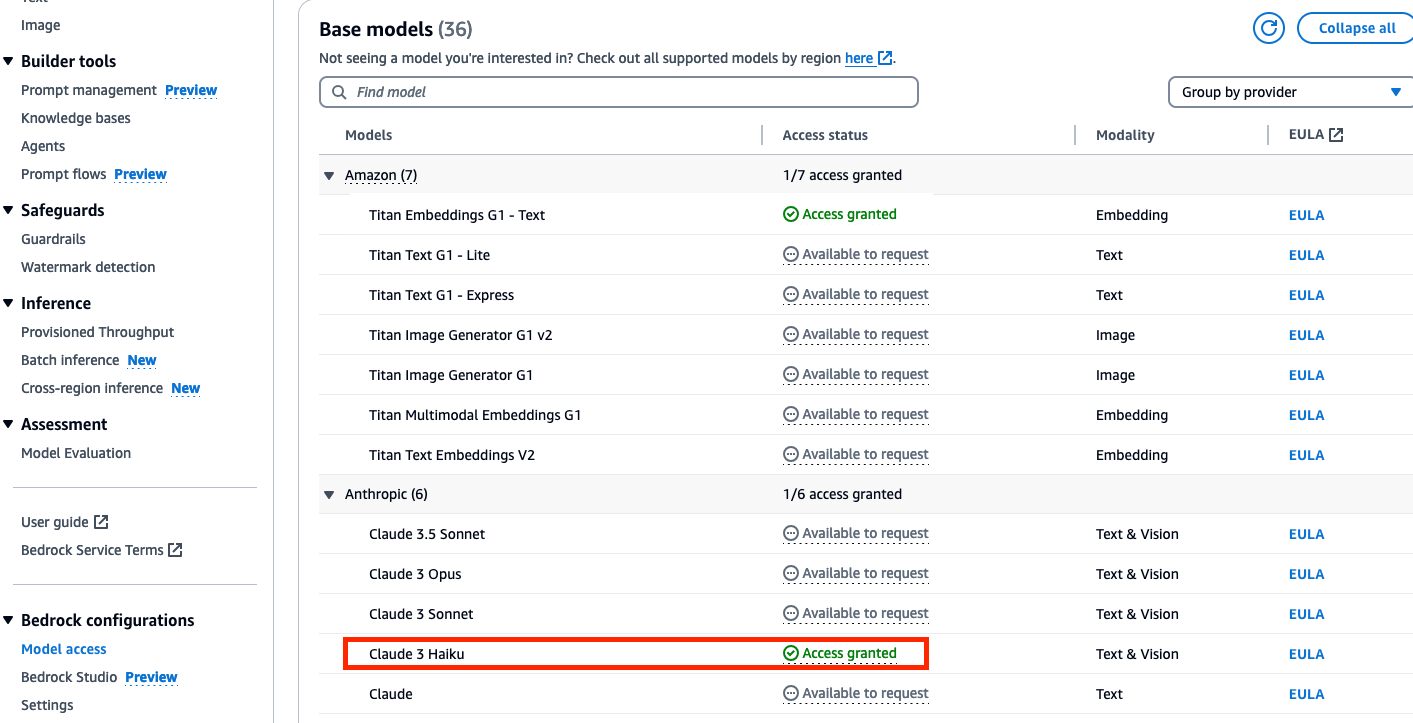 Text
Image
Builder tools
Prompt management Preview
Knowledge bases
Agents
Prompt flows Preview
Safeguards
Guardrails
Watermark detection
Inference
Provisioned Throughput
Batch inference New
Cross-region inference New
Assessment
Model Evaluation
User guide
Bedrock Service Terms
Bedrock configurations
Model access
Bedrock Studio Preview
Settings
Base models (36)
Collapse all
Not seeing a model you're interested in? Check out all supported models by region here.
Find model
Group by provider
Models Access status Modality EULA
Amazon (7) 1/7 access granted
Titan Embeddings G1 - Text Access granted Embedding EULA
Titan Text G1 - Lite Available to request Text EULA
Titan Text G1 - Express Available to request Text EULA
Titan Image Generator G1 v2 Available to request Image EULA
Titan Image Generator G1 Available to request Image EULA
Titan Multimodal Embeddings G1 Available to request Embedding EULA
Titan Text Embeddings V2 Available to request Embedding EULA
Anthropic (6) 1/6 access granted
Claude 3.5 Sonnet Available to request Text & Vision EULA
Claude 3 Opus Available to request Text & Vision EULA
Claude 3 Sonnet Available to request Text & Vision EULA
Claude 3 Haiku Access granted Text & Vision EULA
Claude Available to request Text EULA